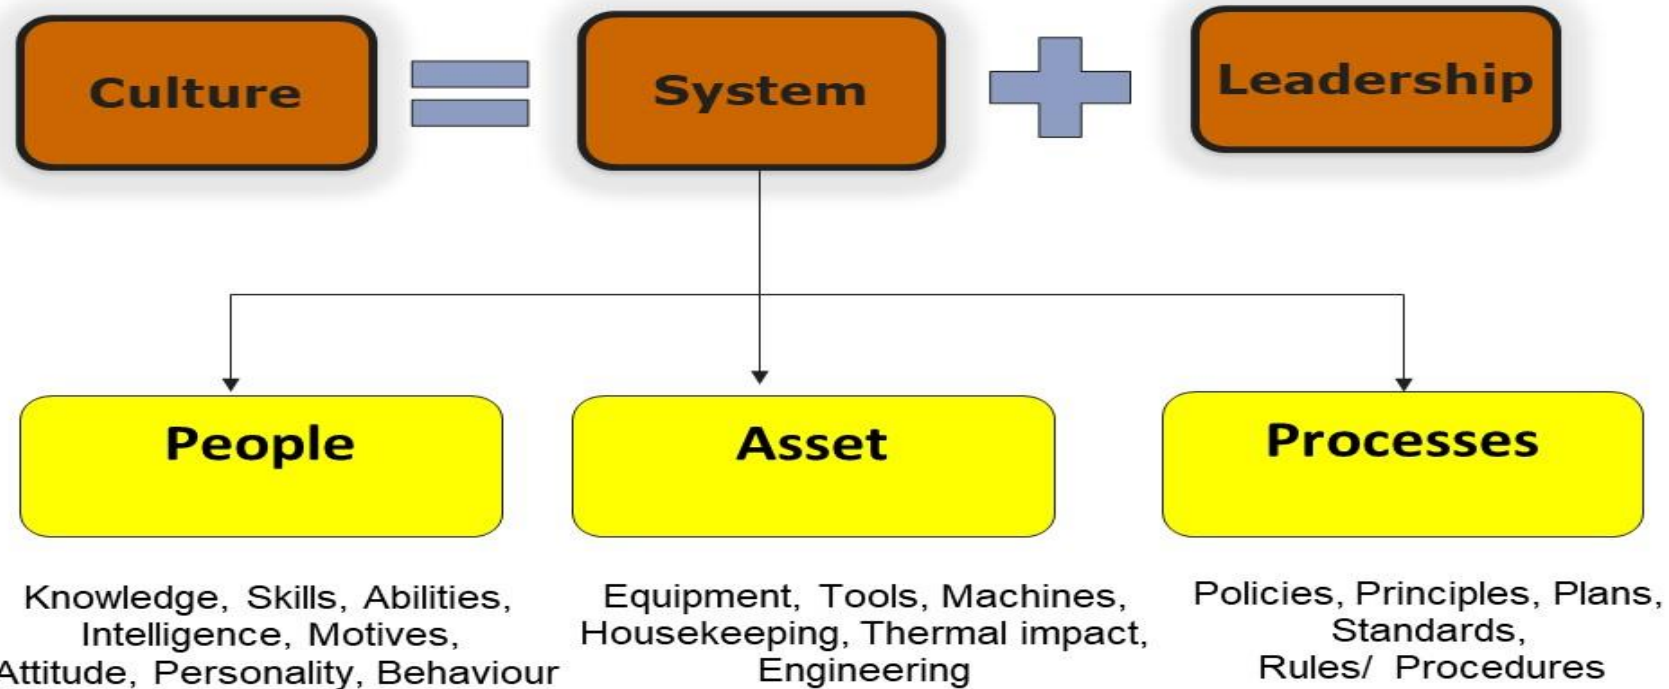 Culture
System
Leadership
People
Asset
Processes
Knowledge, Skills, Abilities,
Intelligence, Motives,
Attitude, Personality, Behaviour
Equipment, Tools, Machines,
Housekeeping, Thermal impact,
Engineering
Policies, Principles, Plans,
Standards,
Rules/ Procedures